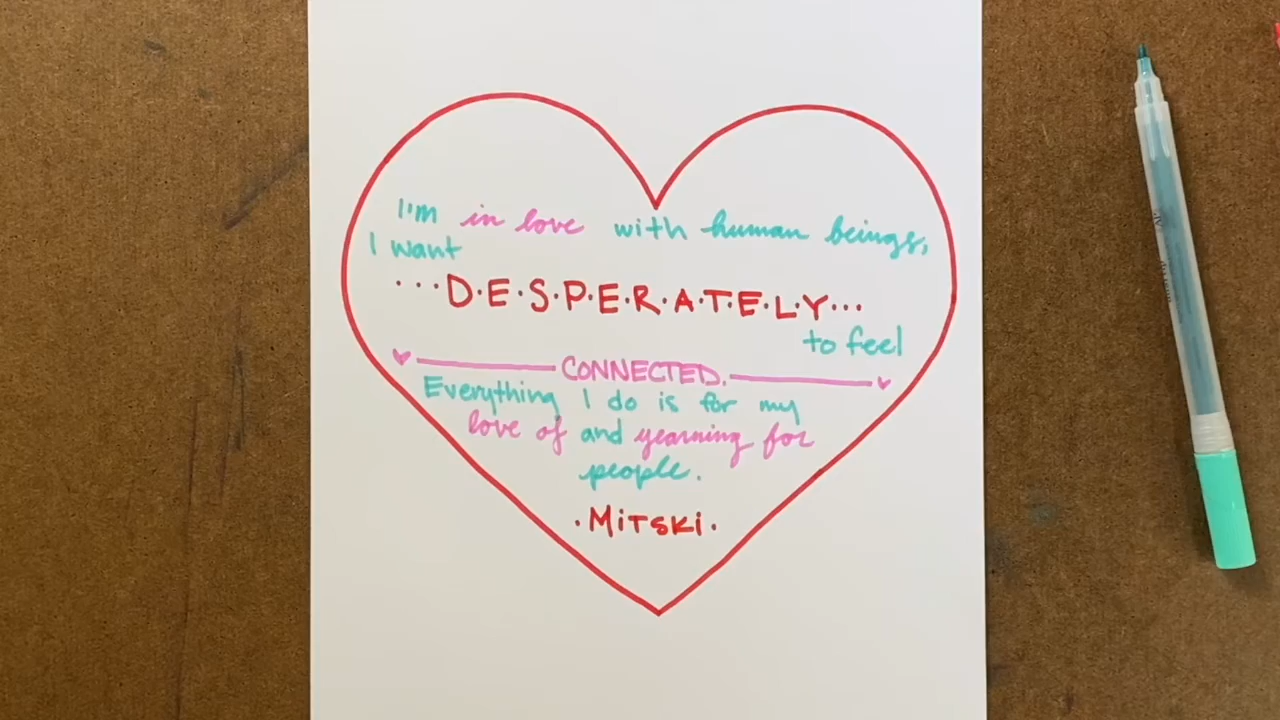 I'm in love with human beings,
I want
...D.E.S.P.E.R.A.T.E.L.Y...
to feel
CONNECTED.
Everything I do is for my
love of and yearning for
people.
.MiTSKi.